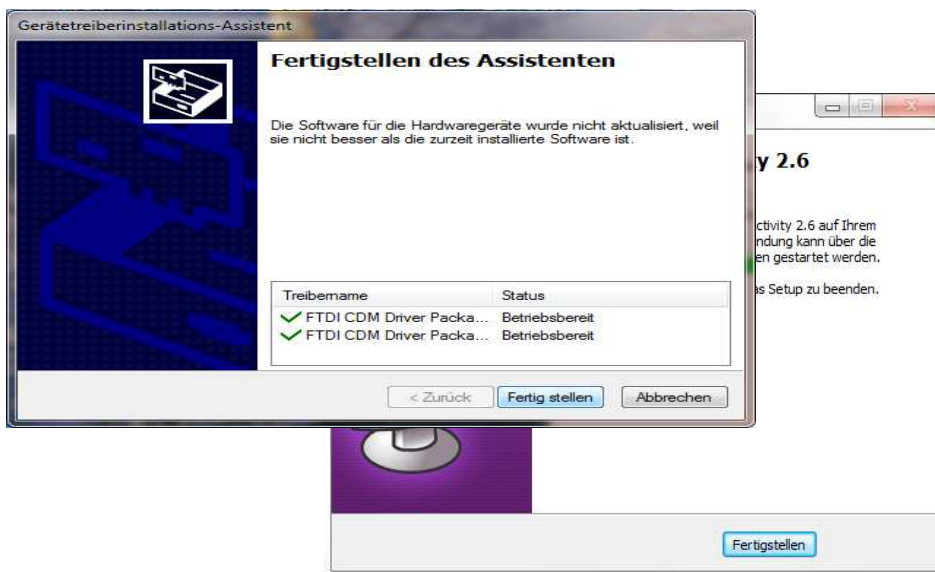 Gerätetreiberinstallations-Assistent
Fertigstellen des Assistenten
Die Software für die Hardwaregeräte wurde nicht aktualisiert, weil
sie nicht besser als die zurzeit installierte Software ist.
Treibername Status
FTDI CDM Driver Packa... Betriebsbereit
FTDI CDM Driver Packa... Betriebsbereit
< Zurück Fertig stellen Abbrechen
y 2.6
ctivity 2.6 auf Ihrem
ndung kann über die
en gestartet werden.
as Setup zu beenden.
Fertigstellen